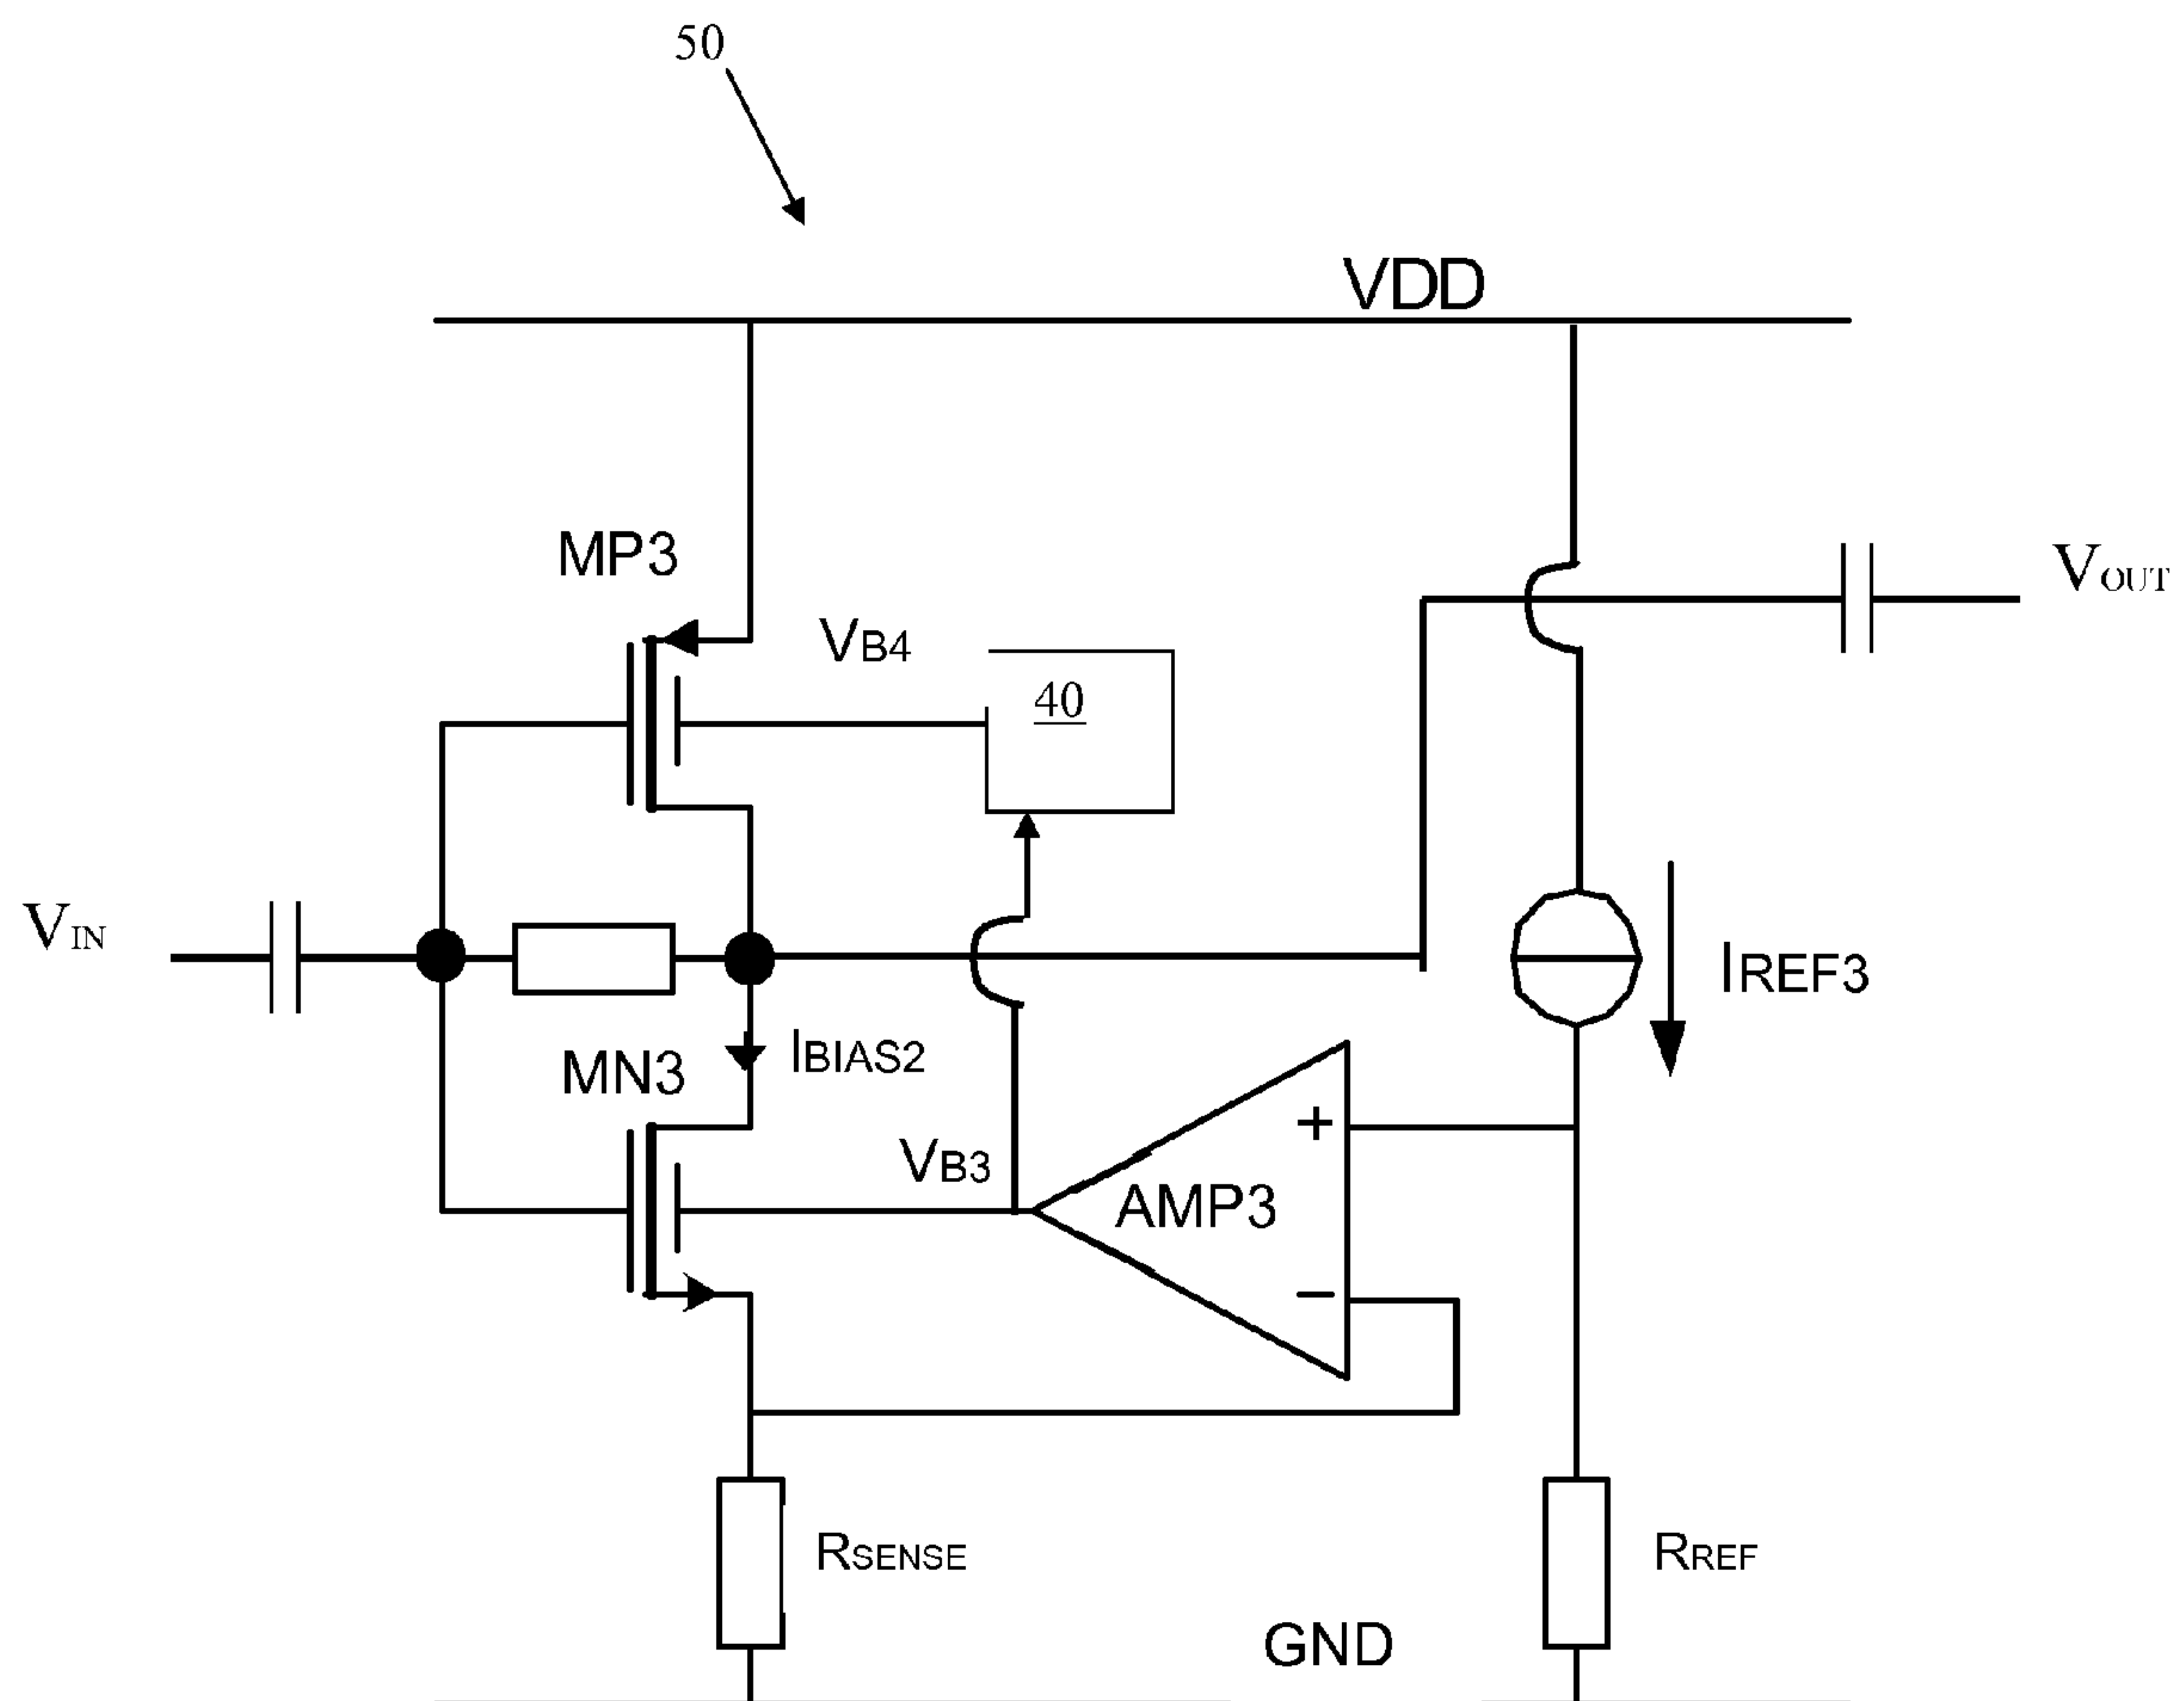 50
VDD
MP3
VOUT
VB4
40
VIN
IREF3
IBIAS2
MN3
+
VB3
AMP3
−
RSENSE
RREF
GND